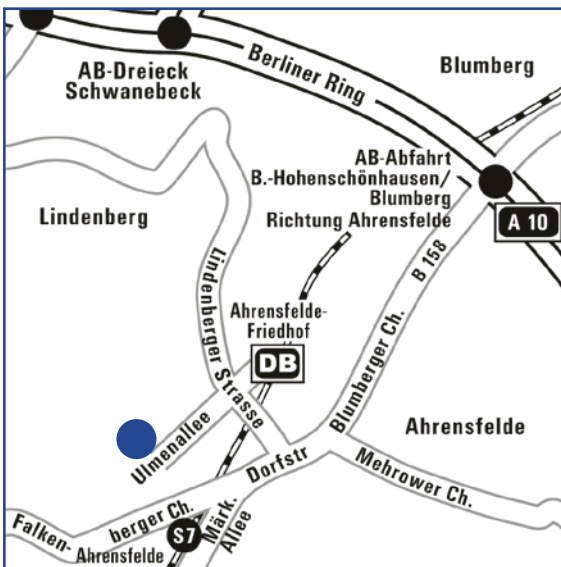 Berliner Ring
Blumberg
AB-Dreieck
Schwanebeck
AB-Abfahrt
B.-Hohenschönhausen/
Blumberg
Richtung Ahrensfelde
A 10
Lindenberg
B 158
Lindenberger Strasse
Ahrensfelde-
Friedhof
DB
Blumberger Ch.
Ahrensfelde
Ulmenallee
Dorfstr
Mehrower Ch.
Falken-
berger Ch.
Märk.
Allee
S7
Ahrensfelde